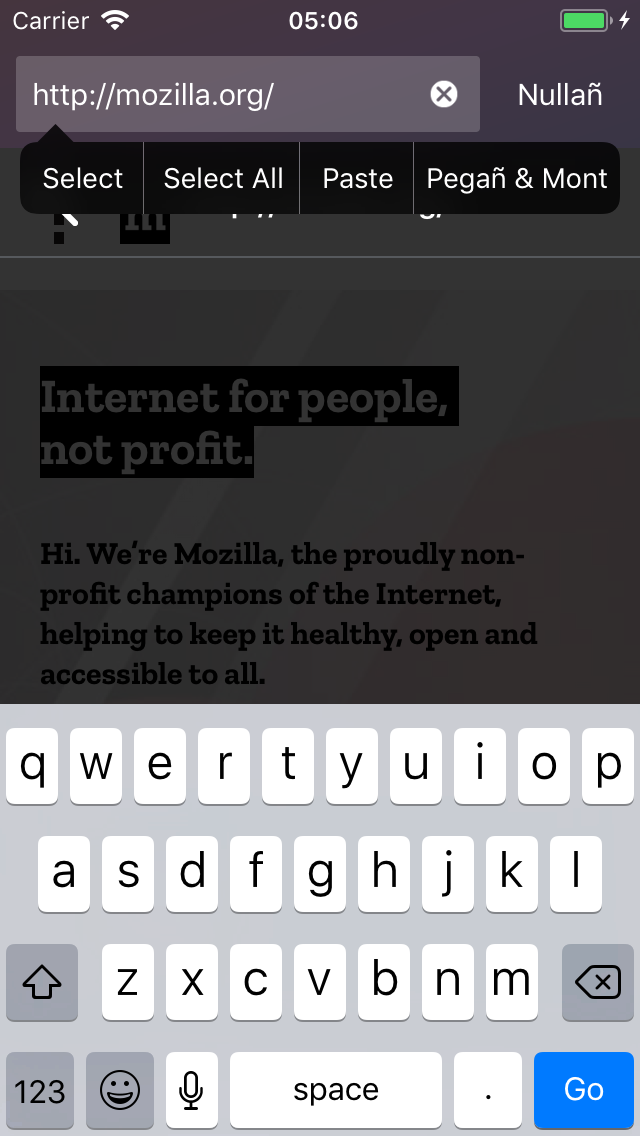 Carrier 05:06
http://mozilla.org/ Nullañ
Select Select All Paste Pegañ & Mont
Internet for people,
not profit.
Hi. We’re Mozilla, the proudly non-
profit champions of the Internet,
helping to keep it healthy, open and
accessible to all.
q w e r t y u i o p
a s d f g h j k l
z x c v b n m
123 space . Go